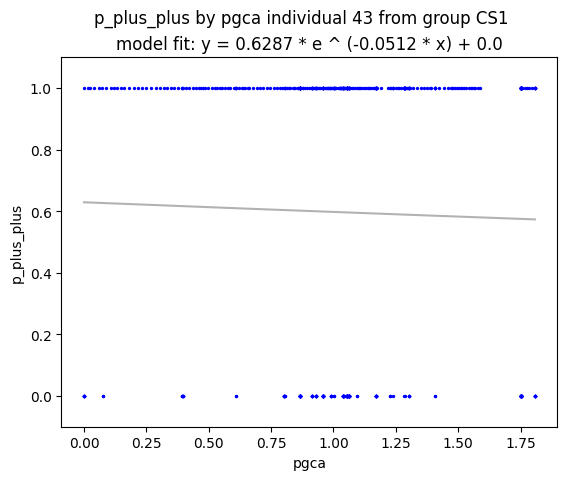 p_plus_plus by pgca individual 43 from group CS1
model fit: y = 0.6287 * e ^ (-0.0512 * x) + 0.0
1.0
0.8
0.6
0.4
0.2
0.0
p_plus_plus
0.00 0.25 0.50 0.75 1.00 1.25 1.50 1.75
pgca